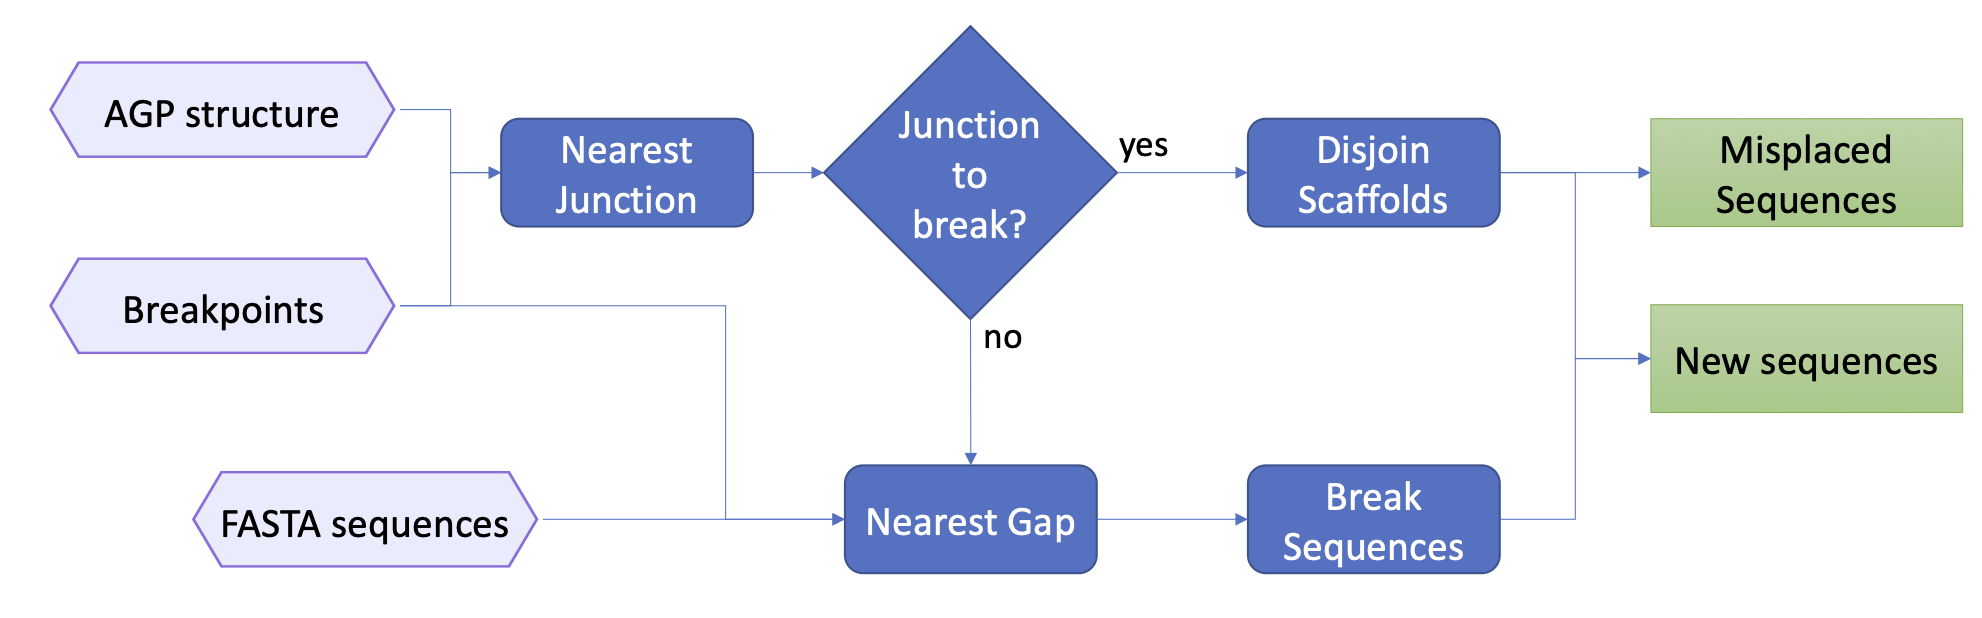 AGP structure
Breakpoints
FASTA sequences
Nearest
Junction
Junction
to
break?
yes
no
Disjoin
Scaffolds
Nearest Gap
Break
Sequences
Misplaced
Sequences
New sequences